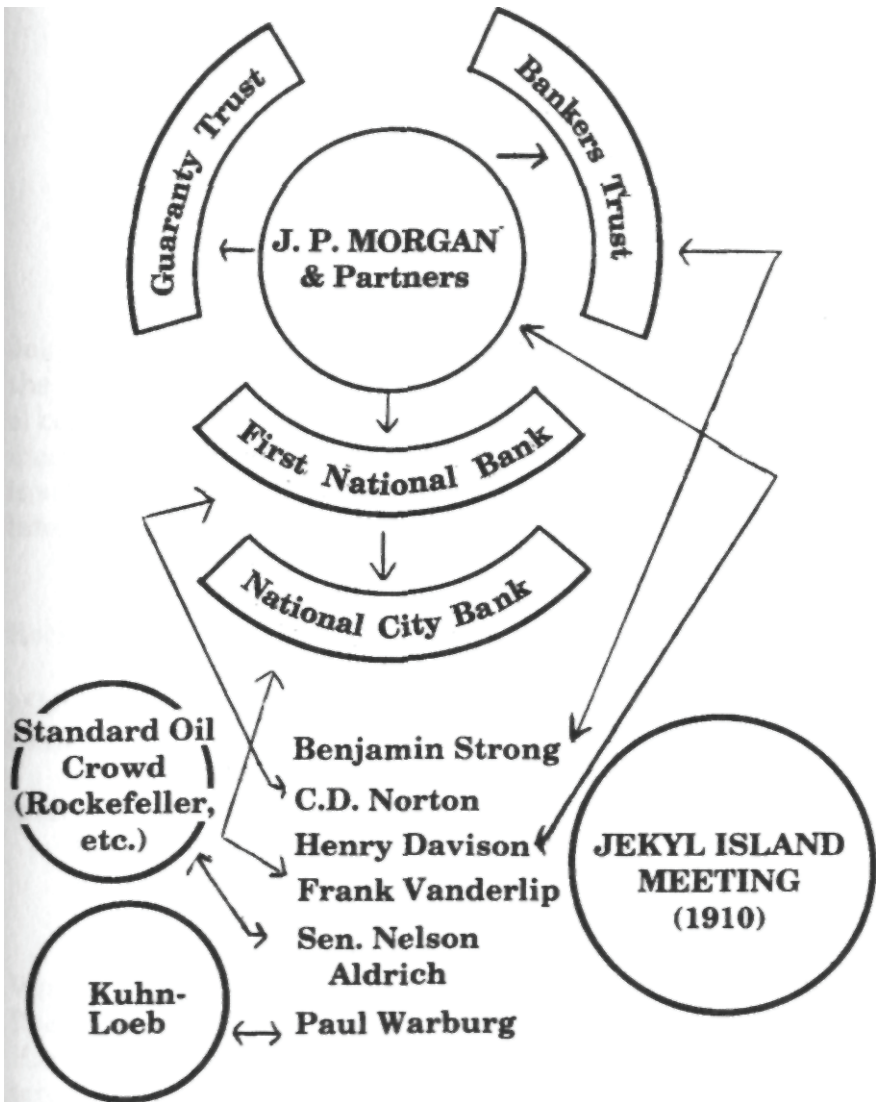 Guaranty Trust
Bankers Trust
J. P. MORGAN
& Partners
First National Bank
National City Bank
Standard Oil
Crowd
(Rockefeller,
etc.)
Kuhn-
Loeb
Benjamin Strong
C.D. Norton
Henry Davison
Frank Vanderlip
Sen. Nelson
Aldrich
Paul Warburg
JEKYL ISLAND
MEETING
(1910)